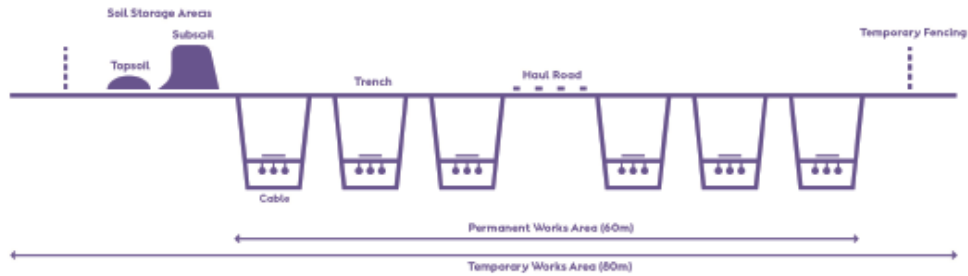 Soil Storage Areas
Subsoil
Temporary Fencing
Topsoil
Trench
Haul Road
Cable
Permanent Works Area (60m)
Temporary Works Area (80m)